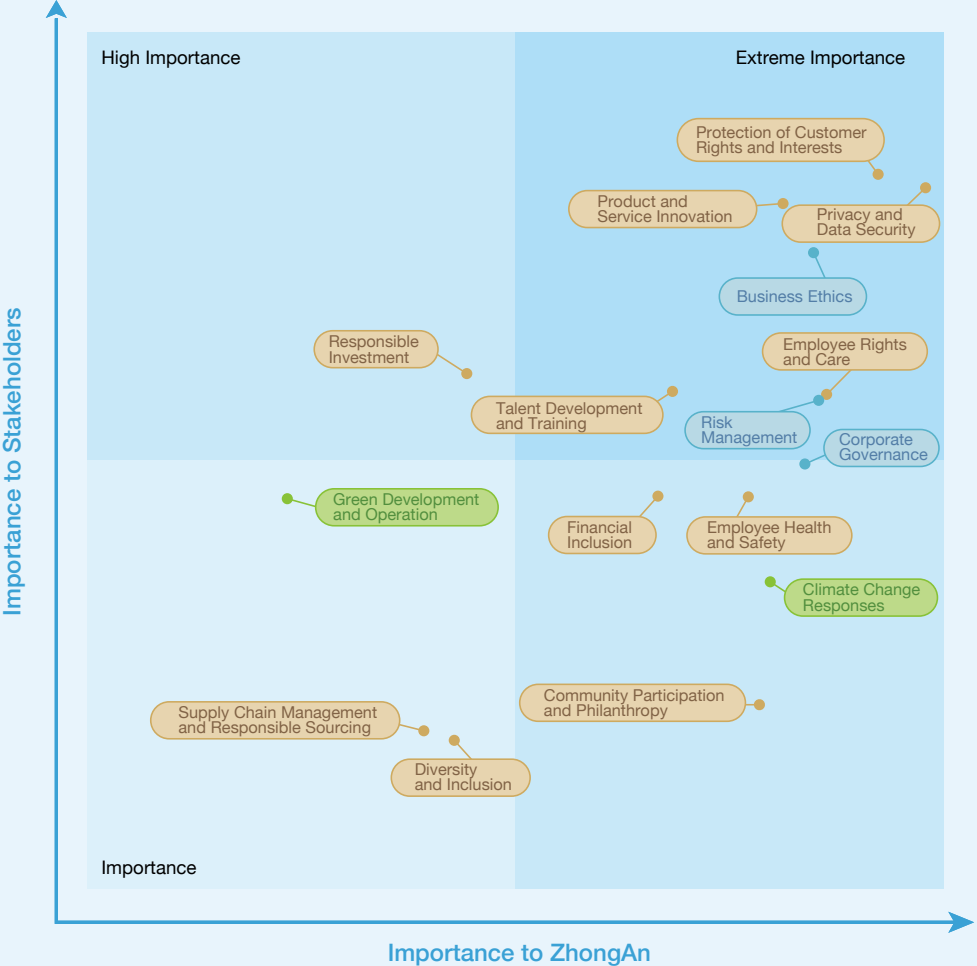 High Importance
Extreme Importance
Protection of Customer
Rights and Interests
Product and
Service Innovation
Privacy and
Data Security
Business Ethics
Responsible
Investment
Employee Rights
and Care
Talent Development
and Training
Risk
Management
Corporate
Governance
Green Development
and Operation
Financial
Inclusion
Employee Health
and Safety
Climate Change
Responses
Community Participation
and Philanthropy
Supply Chain Management
and Responsible Sourcing
Diversity
and Inclusion
Importance
Importance to Stakeholders
Importance to ZhongAn